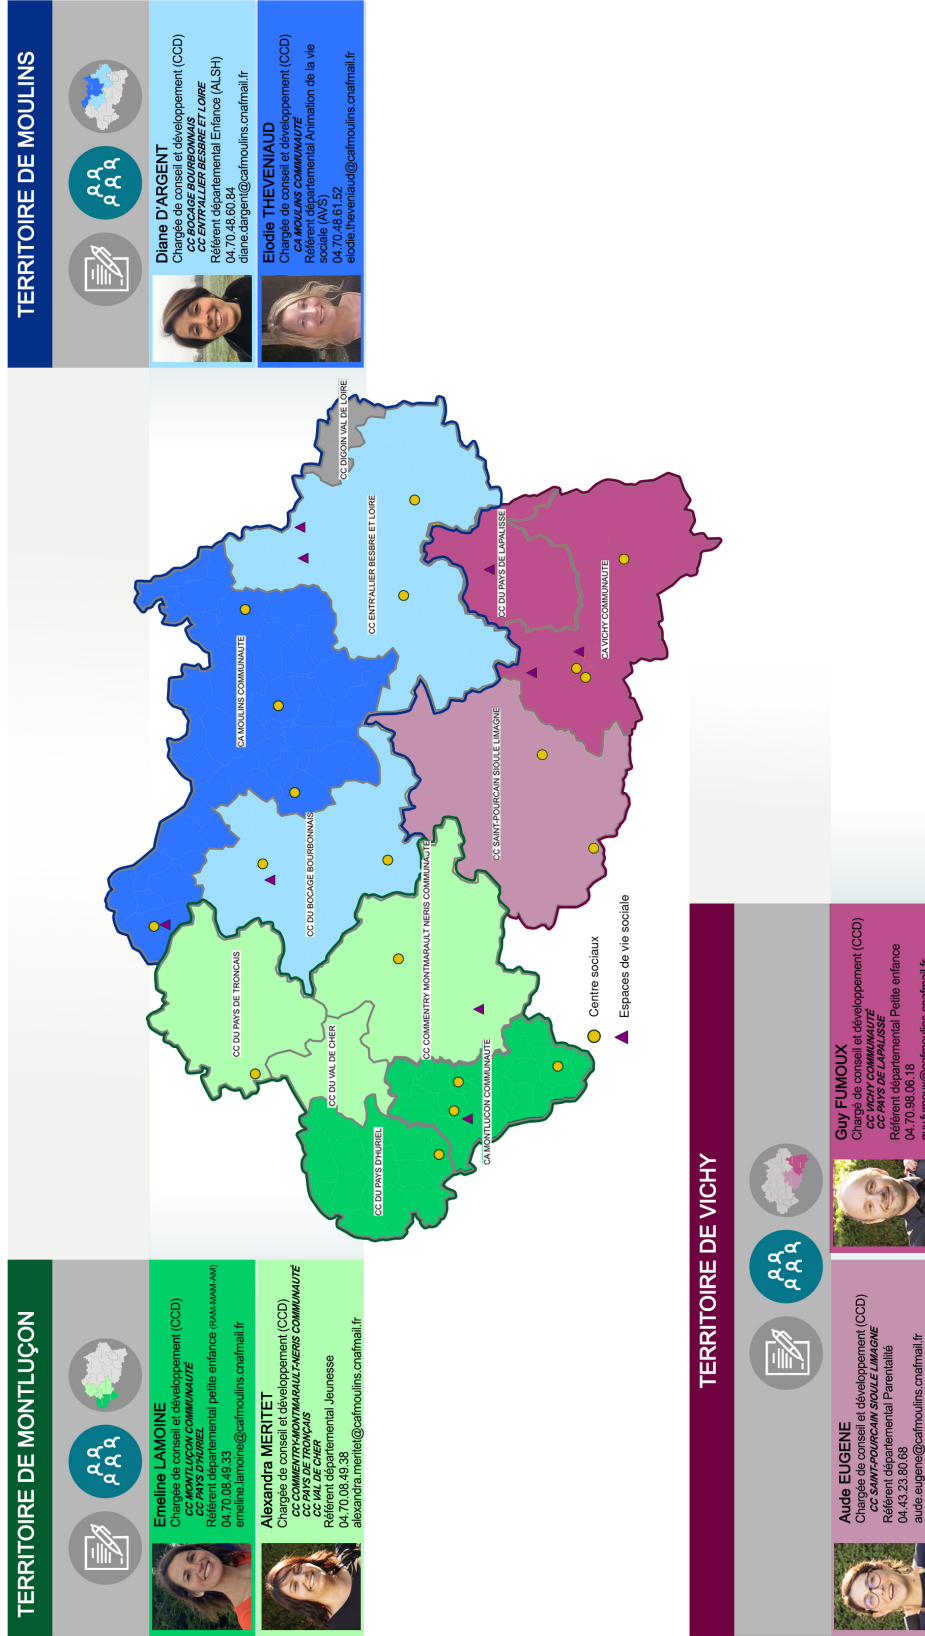 TERRITOIRE DE MONTLUÇON
Emeline LAMOINE
Chargée de conseil et développement (CCD)
CC MONTLUÇON COMMUNAUTÉ
CC PAYS D'HURIEL
Référent départemental petite enfance (RAM-MAM-AM)
04.70.08.49.33
emeline.lamoine@cafmoulins.cnafmail.fr
Alexandra MERITET
Chargée de conseil et développement (CCD)
CC COMMENTRY-MONTMARAULT-NERIS COMMUNAUTÉ
CC PAYS DE TRONÇAIS
CC VAL DE CHER
Référent départemental Jeunesse
04.70.08.49.38
alexandra.meritet@cafmoulins.cnafmail.fr
TERRITOIRE DE MOULINS
Diane D'ARGENT
Chargée de conseil et développement (CCD)
CC BOCAGE BOURBONNAIS
CC ENTR'ALLIER BESBRE ET LOIRE
Référent départemental Enfance (ALSH)
04.70.48.60.84
diane.dargent@cafmoulins.cnafmail.fr
Elodie THEVENIAUD
Chargée de conseil et développement (CCD)
CA MOULINS COMMUNAUTÉ
Référent départemental Animation de la vie
sociale (AVS)
04.70.48.61.52
elodie.theveniaud@cafmoulins.cnafmail.fr
CA MOULINS COMMUNAUTE
CC DU PAYS DE TRONCAIS
CC DU BOCAGE BOURBONNAIS
CC DU VAL DE CHER
CC DIGOIN VAL DE LOIRE
CC ENTR'ALLIER BESBRE ET LOIRE
CC DU PAYS D'HURIEL
CC COMMENTRY MONTMARAULT NERIS COMMUNAUTE
CA MONTLUCON COMMUNAUTE
CC SAINT-POURCAIN SIOULE LIMAGNE
CC DU PAYS DE LAPALISSE
CA VICHY COMMUNAUTE
Centre sociaux
Espaces de vie sociale
TERRITOIRE DE VICHY
Aude EUGENE
Chargée de conseil et développement (CCD)
CC SAINT-POURCAIN SIOULE LIMAGNE
Référent départemental Parentalité
04.43.23.80.68
aude.eugene@cafmoulins.cnafmail.fr
Guy FUMOUX
Chargé de conseil et développement (CCD)
CC VICHY COMMUNAUTÉ
CC PAYS DE LAPALISSE
Référent départemental Petite enfance
04.70.98.06.18
guy.fumoux@cafmoulins.cnafmail.fr